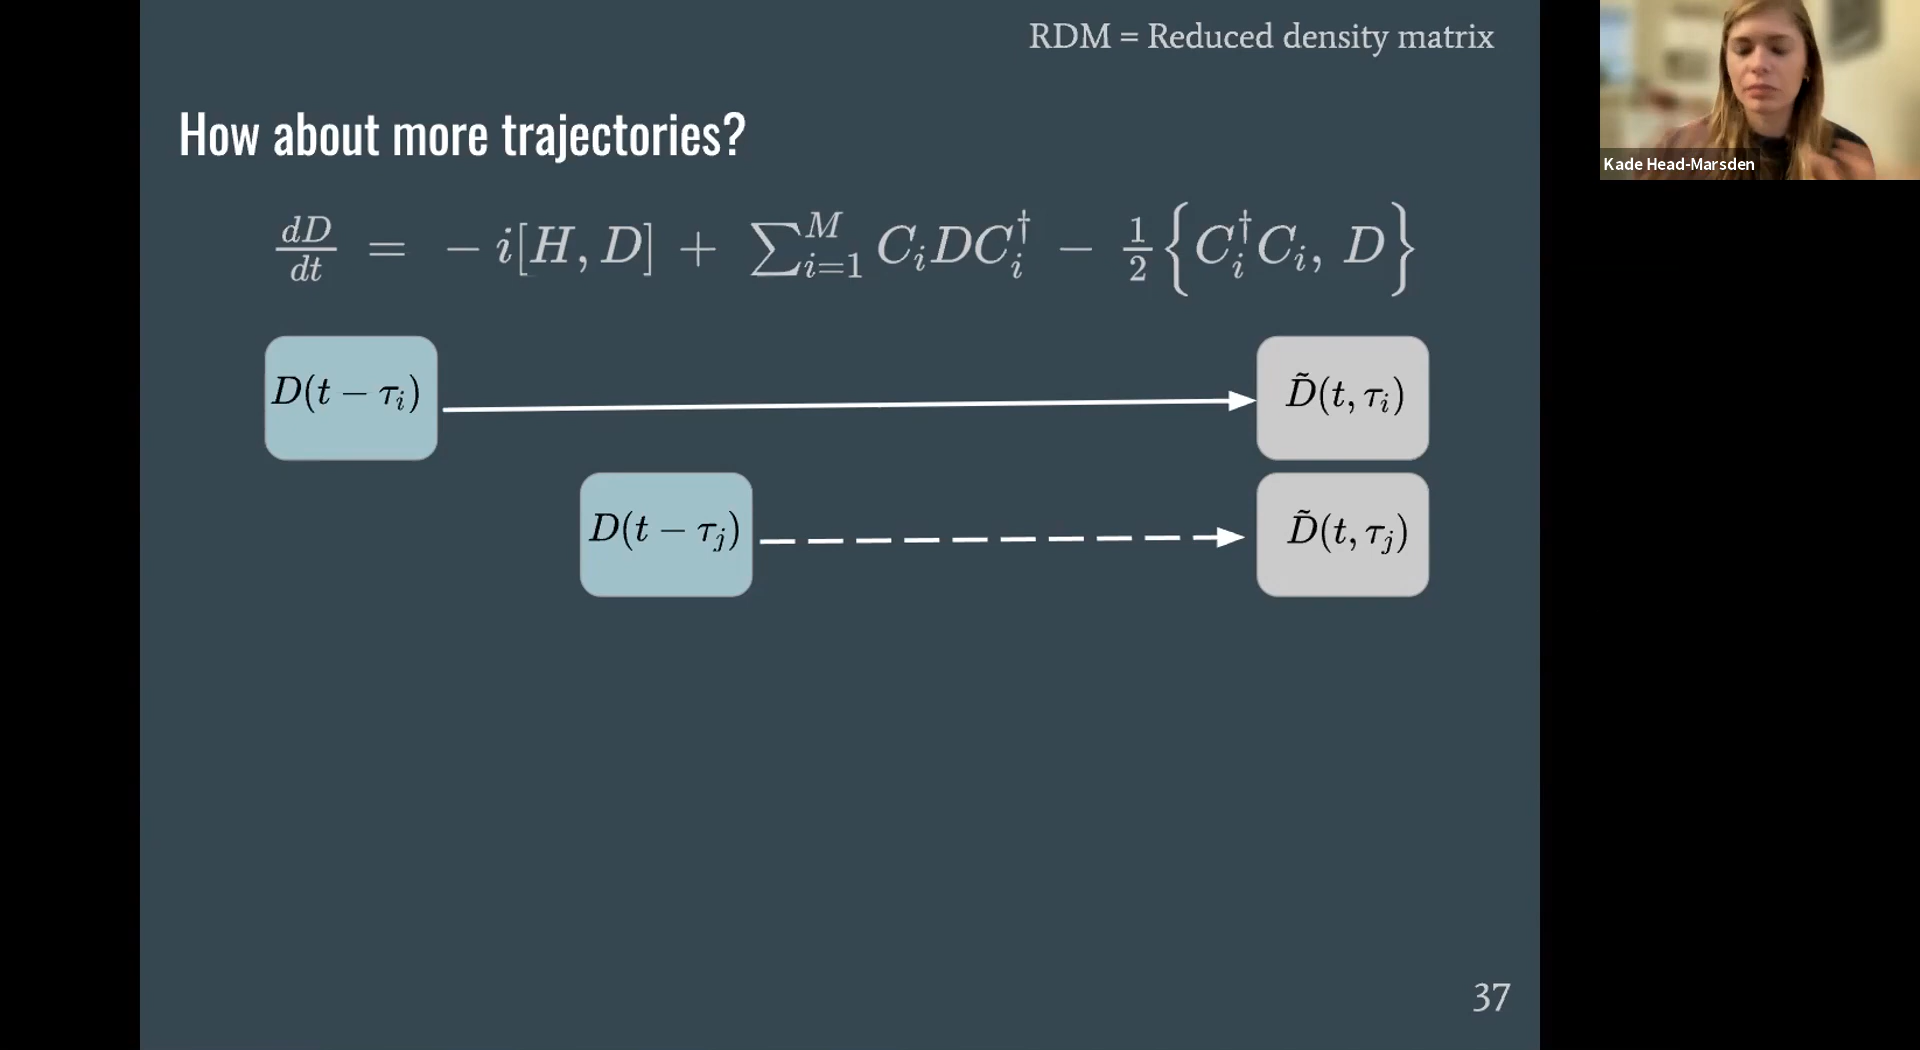 RDM = Reduced density matrix
Kade Head-Marsden
How about more trajectories?
dD/dt = − i[H, D] + ∑_{i=1}^{M} C_i D C_i^† − 1/2 {C_i^† C_i, D}
D(t − τ_i)
D̃(t, τ_i)
D(t − τ_j)
D̃(t, τ_j)
37